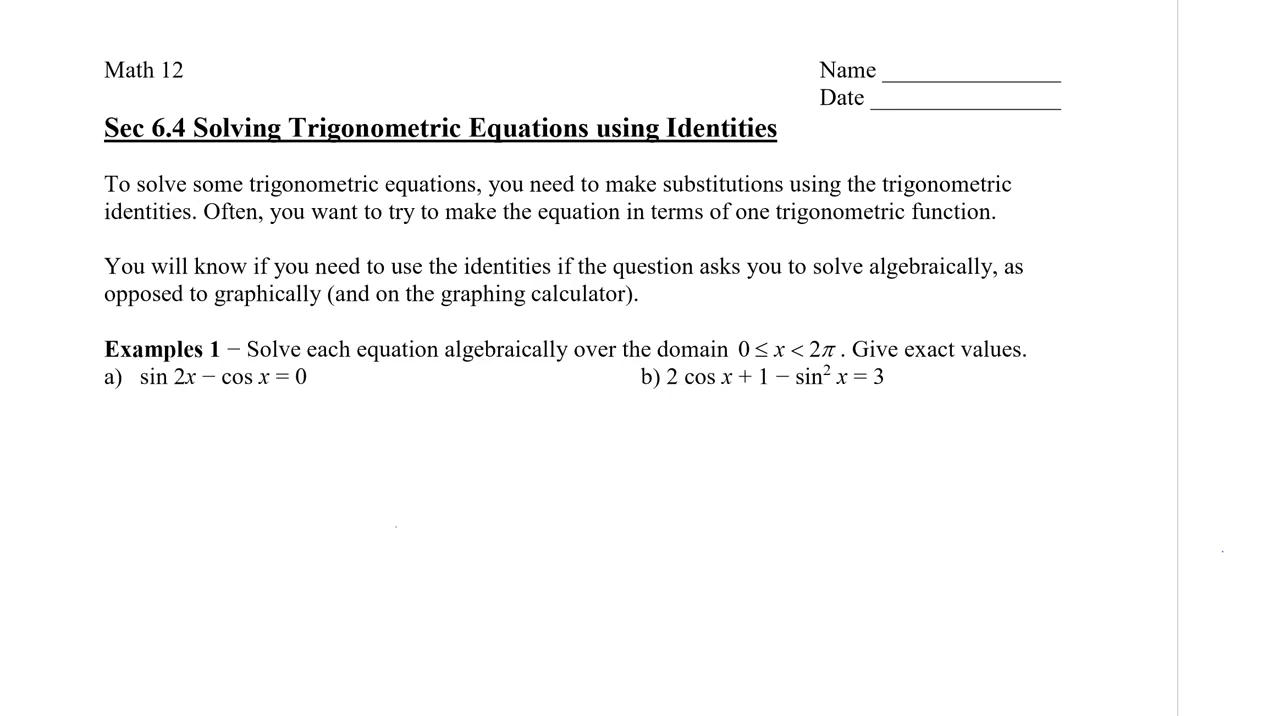 Math 12
Name _______________
Date ________________
Sec 6.4 Solving Trigonometric Equations using Identities
To solve some trigonometric equations, you need to make substitutions using the trigonometric
identities. Often, you want to try to make the equation in terms of one trigonometric function.
You will know if you need to use the identities if the question asks you to solve algebraically, as
opposed to graphically (and on the graphing calculator).
Examples 1 − Solve each equation algebraically over the domain 0 ≤ x < 2π . Give exact values.
a) sin 2x − cos x = 0
b) 2 cos x + 1 − sin² x = 3